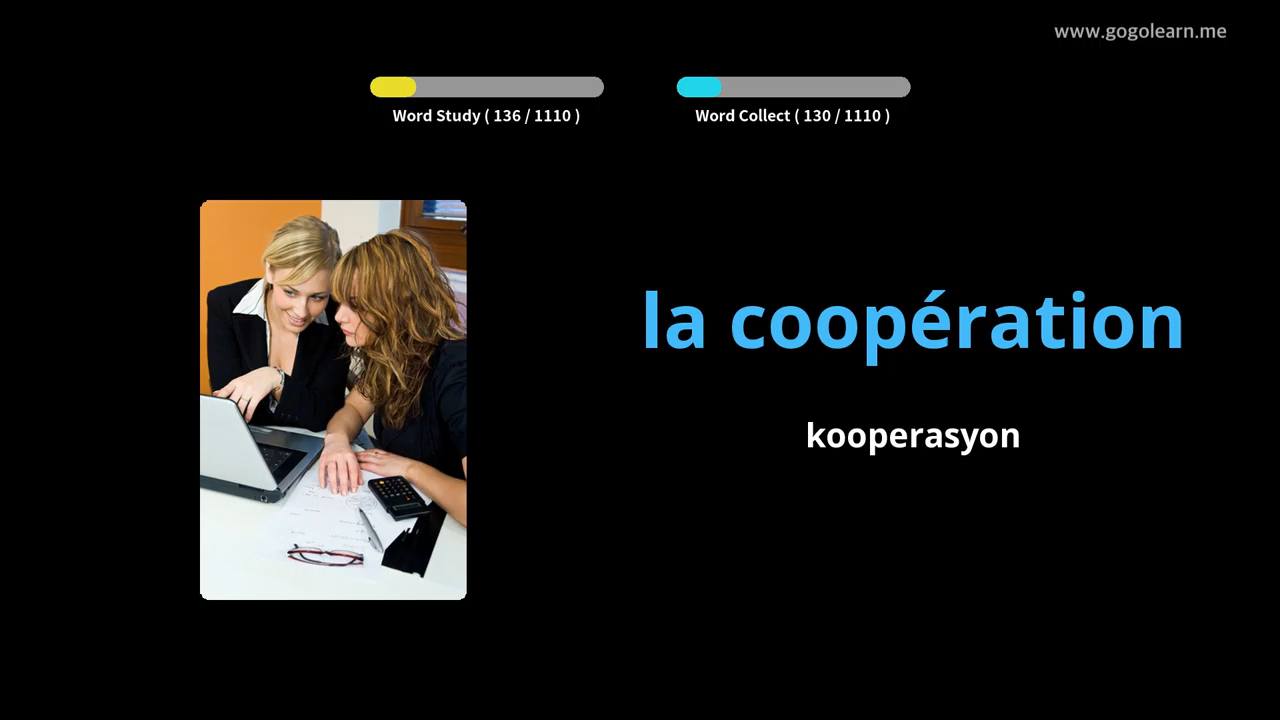 www.gogolearn.me
Word Study ( 136 / 1110 )
Word Collect ( 130 / 1110 )
la coopération
kooperasyon